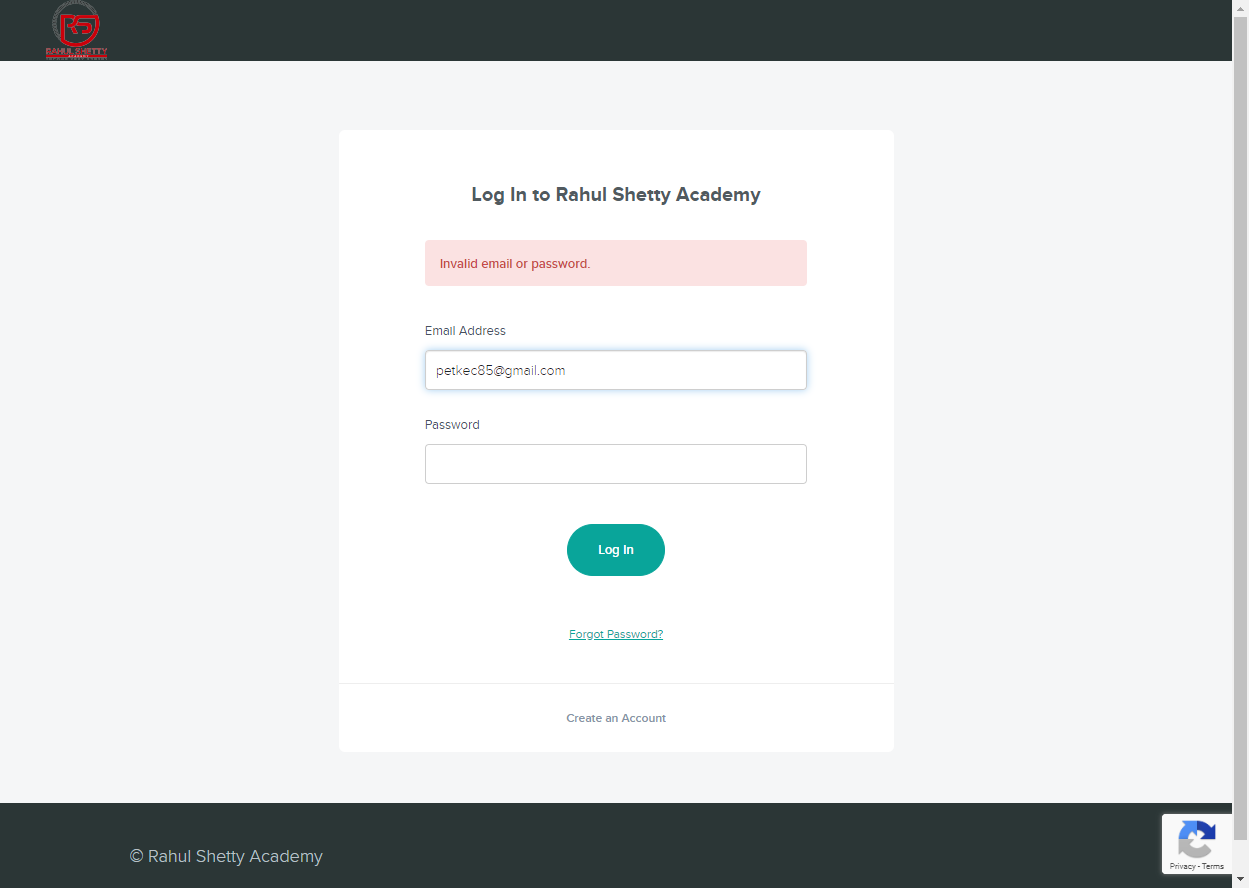 RS
RAHUL SHETTY
Log In to Rahul Shetty Academy
Invalid email or password.
Email Address
petkec85@gmail.com
Password
Log In
Forgot Password?
Create an Account
© Rahul Shetty Academy
Privacy - Terms